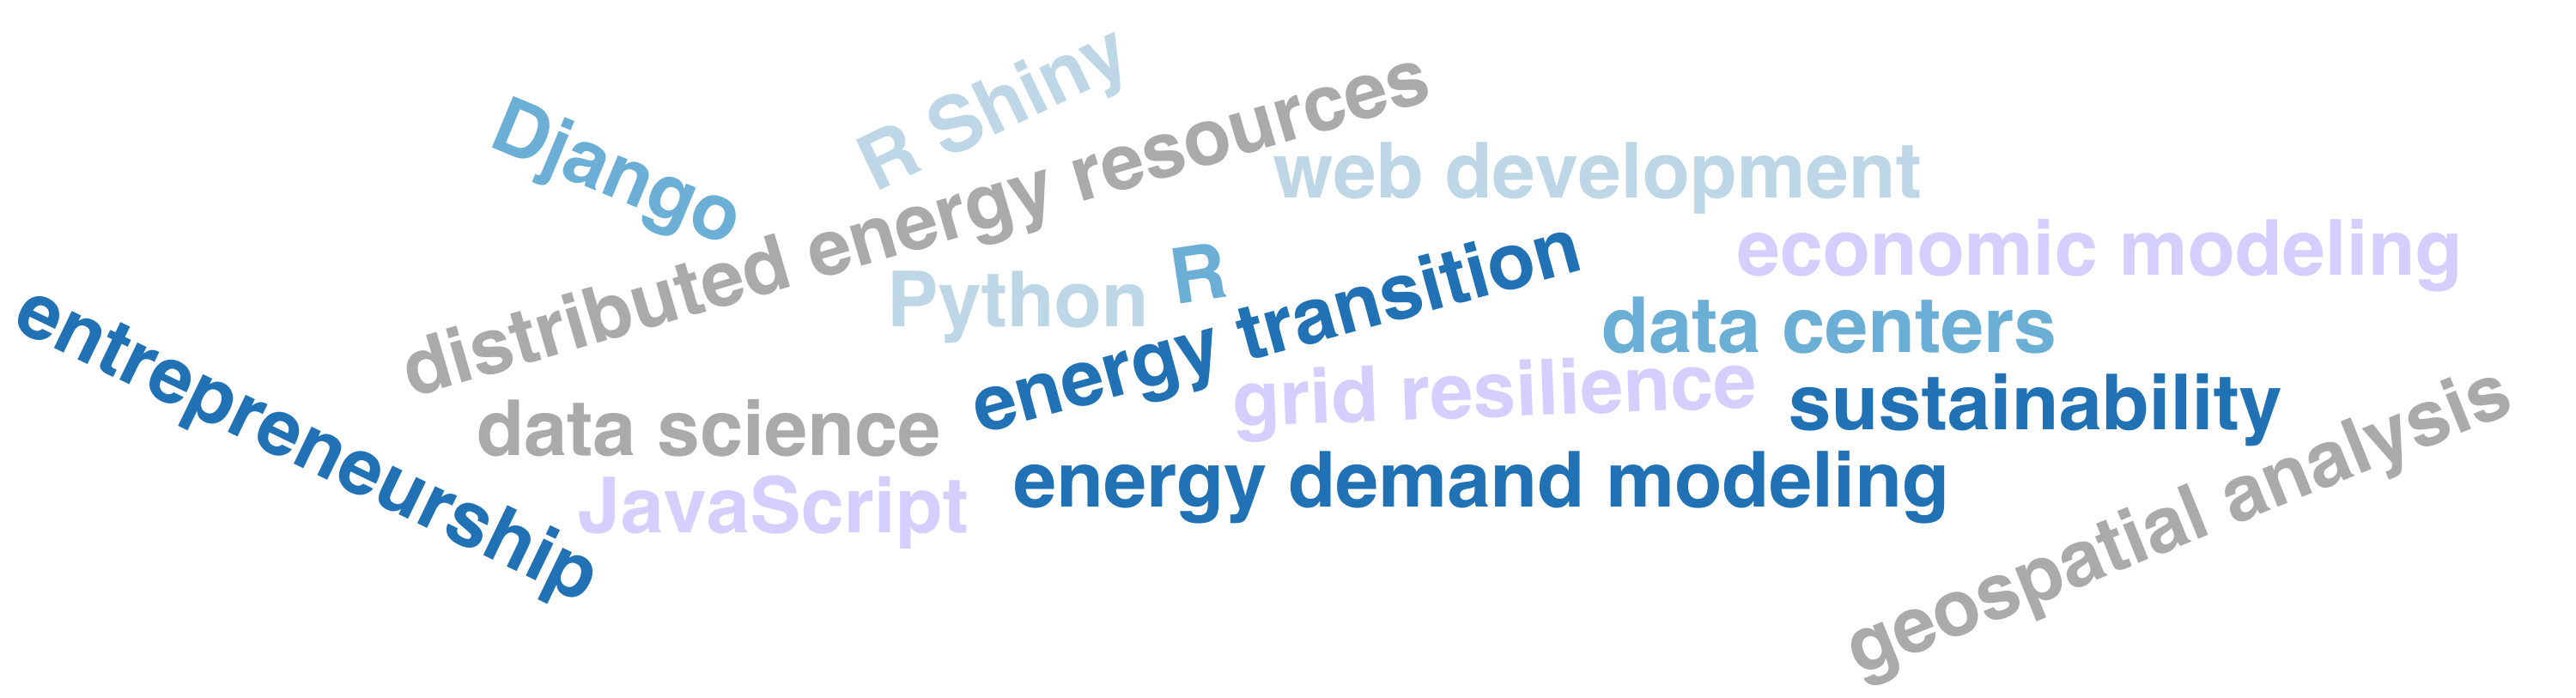 R Shiny
Django
distributed energy resources
web development
economic modeling
Python
R
energy transition
data centers
entrepreneurship
grid resilience
sustainability
data science
energy demand modeling
JavaScript
geospatial analysis